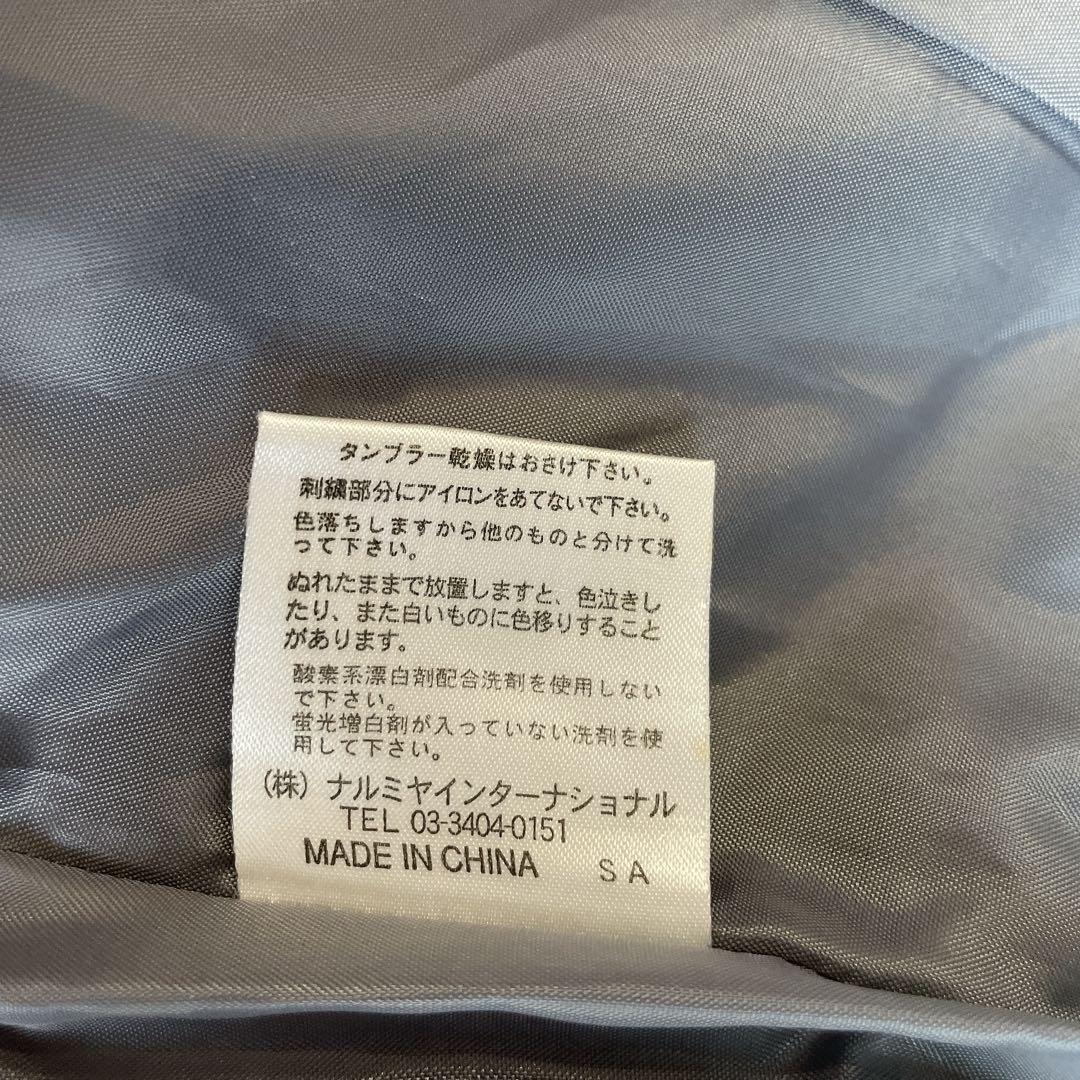 タンブラー乾燥はおさけ下さい。
刺繍部分にアイロンをあてないで下さい。
色落ちしますから他のものと分けて洗
って下さい。
ぬれたままで放置しますと、色泣きし
たり、また白いものに色移りすること
があります。
酸素系漂白剤配合洗剤を使用しない
で下さい。
蛍光増白剤が入っていない洗剤を使
用して下さい。
(株) ナルミヤインターナショナル
TEL 03-3404-0151
MADE IN CHINA SA